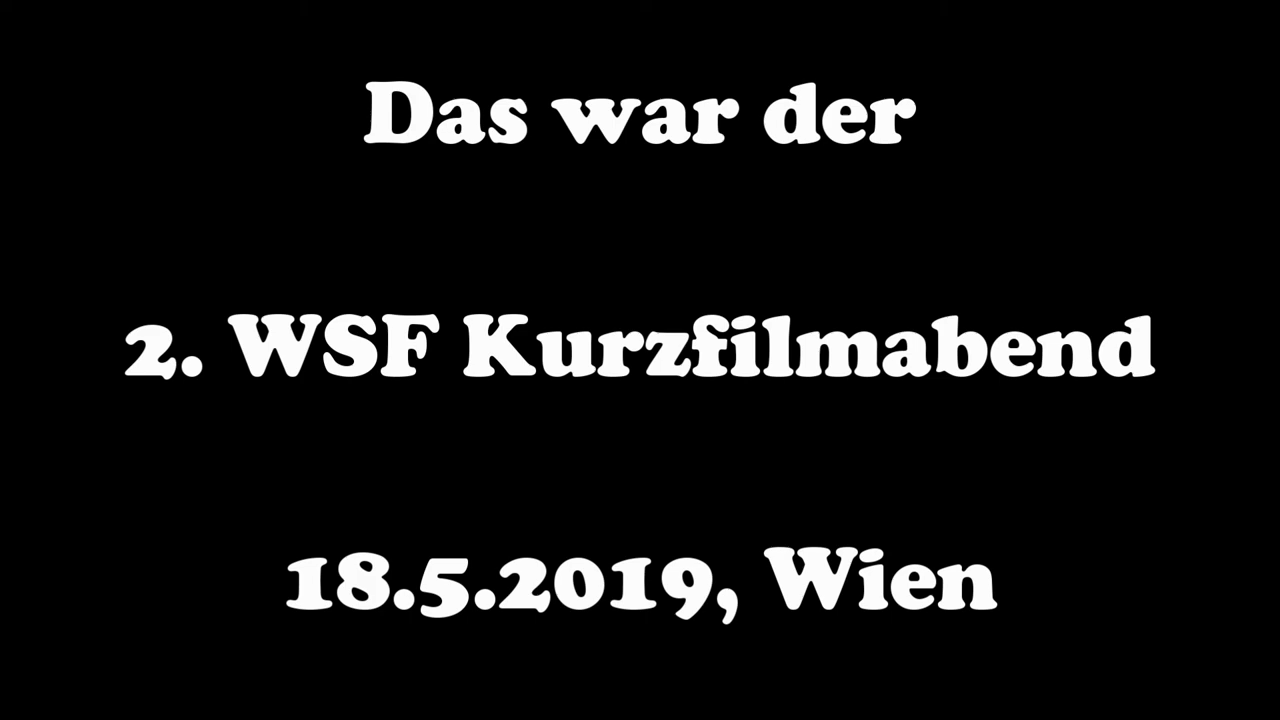 Das war der
2. WSF Kurzfilmabend
18.5.2019, Wien